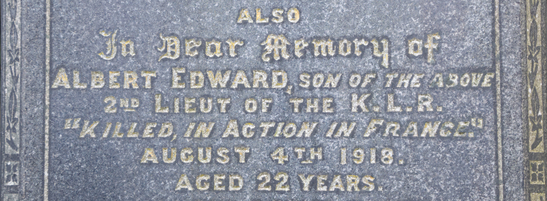 ALSO
In Dear Memory of
ALBERT EDWARD, SON OF THE ABOVE
2ND LIEUT OF THE K.L.R.
"KILLED, IN ACTION IN FRANCE."
AUGUST 4TH 1918.
AGED 22 YEARS.